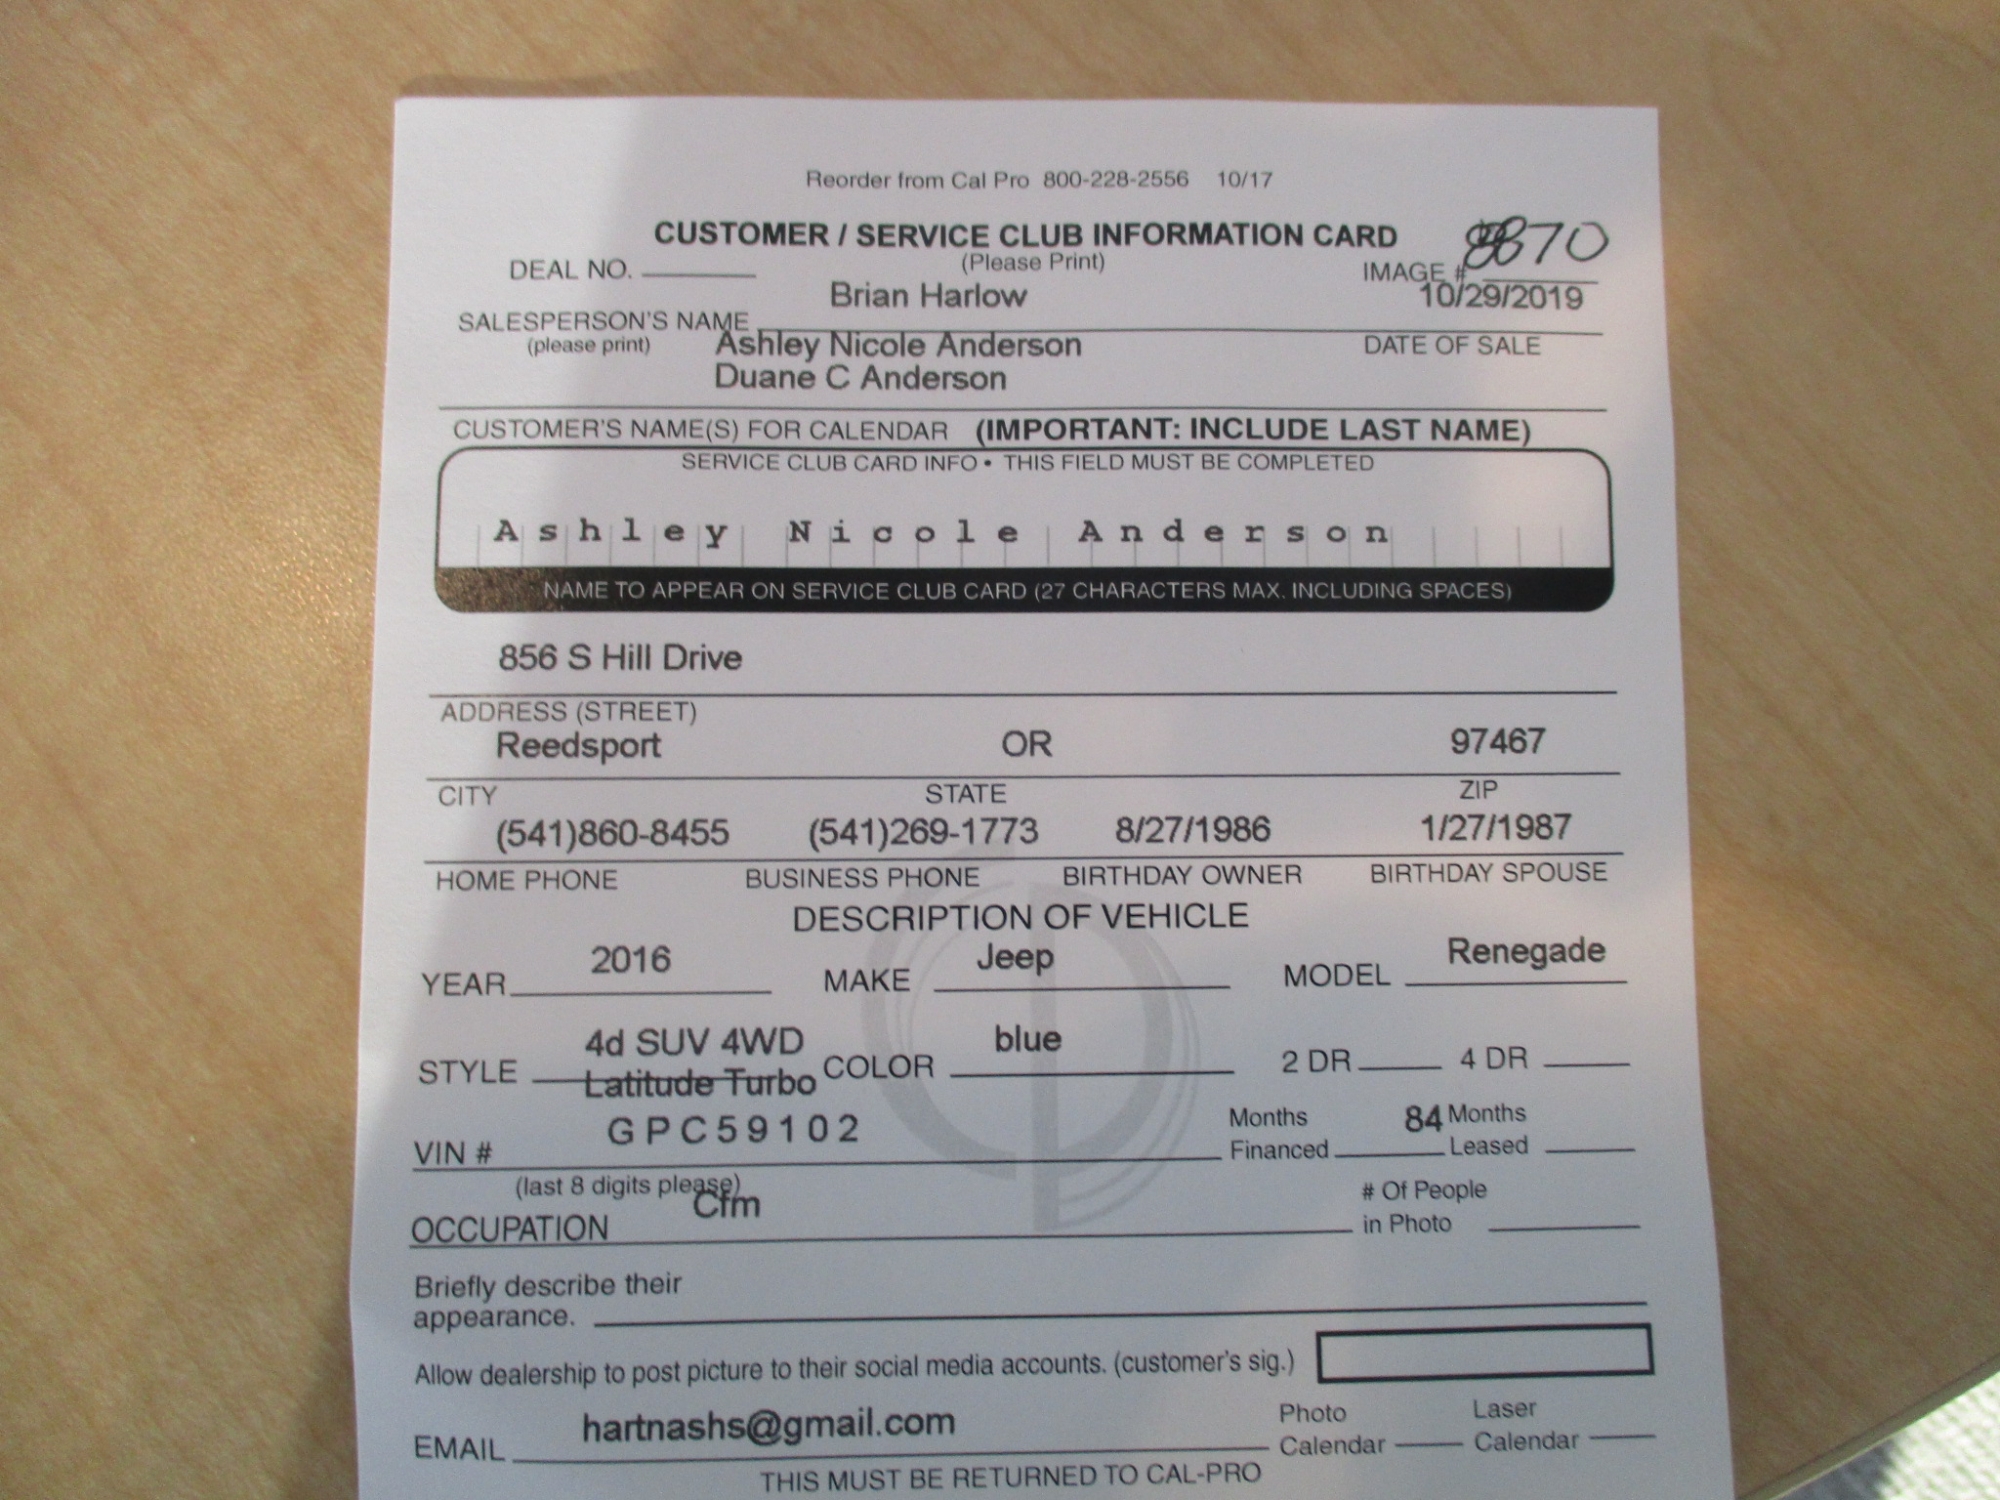 Reorder from Cal Pro 800-228-2556 10/17
CUSTOMER / SERVICE CLUB INFORMATION CARD
(Please Print)
DEAL NO.
IMAGE # 8870
Brian Harlow 10/29/2019
SALESPERSON'S NAME
(please print) DATE OF SALE
Ashley Nicole Anderson
Duane C Anderson
CUSTOMER'S NAME(S) FOR CALENDAR (IMPORTANT: INCLUDE LAST NAME)
SERVICE CLUB CARD INFO • THIS FIELD MUST BE COMPLETED
Ashley Nicole Anderson
NAME TO APPEAR ON SERVICE CLUB CARD (27 CHARACTERS MAX. INCLUDING SPACES)
856 S Hill Drive
ADDRESS (STREET)
Reedsport OR 97467
CITY STATE ZIP
(541)860-8455 (541)269-1773 8/27/1986 1/27/1987
HOME PHONE BUSINESS PHONE BIRTHDAY OWNER BIRTHDAY SPOUSE
DESCRIPTION OF VEHICLE
YEAR 2016 MAKE Jeep MODEL Renegade
STYLE 4d SUV 4WD COLOR blue 2 DR 4 DR
Latitude Turbo
VIN # GPC59102 Months Financed 84 Months Leased
(last 8 digits please)
OCCUPATION Cfm # Of People in Photo
Briefly describe their
appearance.
Allow dealership to post picture to their social media accounts. (customer's sig.)
EMAIL hartnashs@gmail.com Photo Calendar Laser Calendar
THIS MUST BE RETURNED TO CAL-PRO